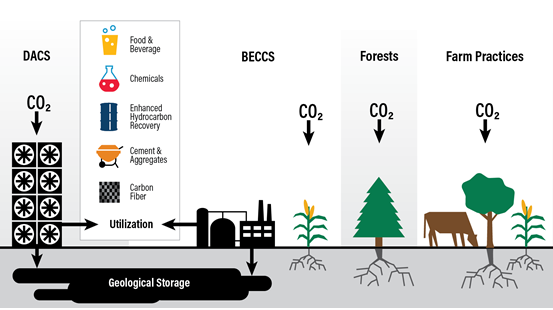 DACS
CO₂
Food &
Beverage
Chemicals
Enhanced
Hydrocarbon
Recovery
Cement &
Aggregates
Carbon
Fiber
Utilization
BECCS
CO₂
Forests
CO₂
Farm Practices
CO₂
Geological Storage